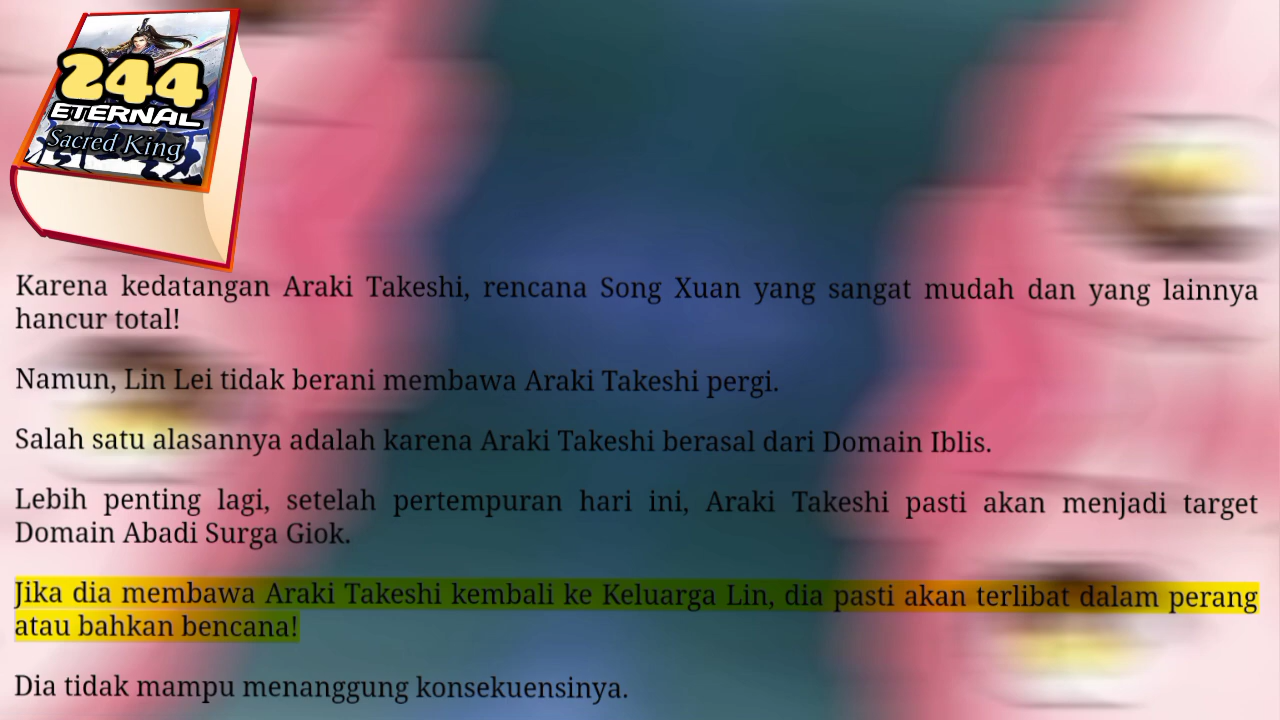 244
ETERNAL
Sacred King
Karena kedatangan Araki Takeshi, rencana Song Xuan yang sangat mudah dan yang lainnya
hancur total!
Namun, Lin Lei tidak berani membawa Araki Takeshi pergi.
Salah satu alasannya adalah karena Araki Takeshi berasal dari Domain Iblis.
Lebih penting lagi, setelah pertempuran hari ini, Araki Takeshi pasti akan menjadi target
Domain Abadi Surga Giok.
Jika dia membawa Araki Takeshi kembali ke Keluarga Lin, dia pasti akan terlibat dalam perang
atau bahkan bencana!
Dia tidak mampu menanggung konsekuensinya.